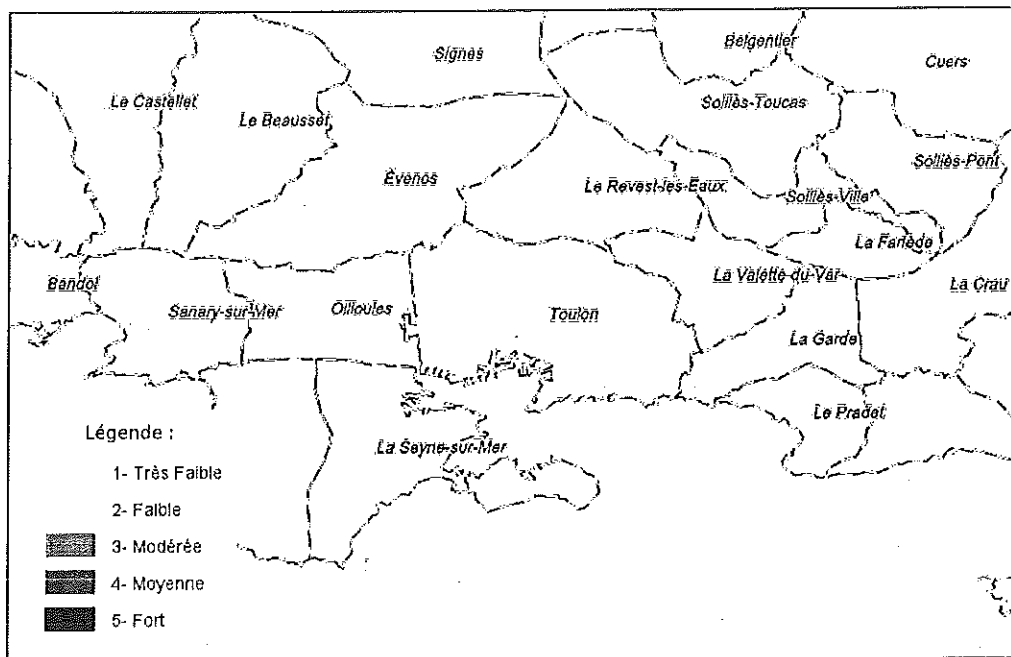 Belgentier
Signes
Cuers
Le Castellet
Solliès-Toucas
Le Beausset
Solliès-Pont
Evenos
Le Revest-les-Eaux
Solliès-Ville
La Farlède
La Valette-du-Var
Bandol
La Crau
Sanary-sur-Mer
Ollioules
Toulon
La Garde
Le Pradet
Légende :
La Seyne-sur-Mer
1- Très Faible
2- Faible
3- Modérée
4- Moyenne
5- Fort